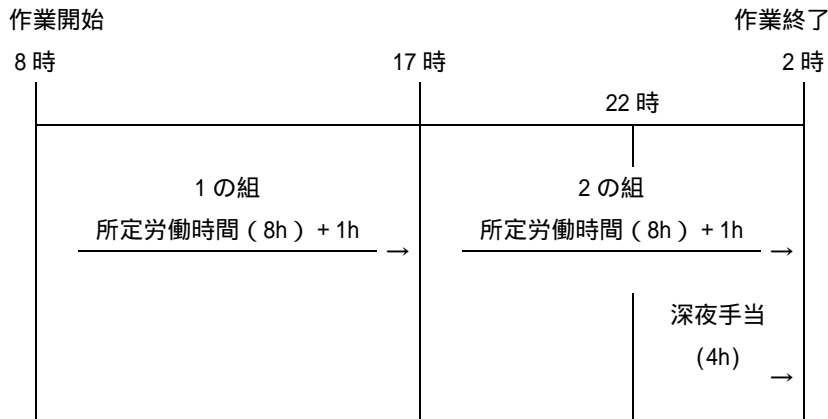 作業開始 作業終了
8 時 17 時 2 時
22 時
1 の組 2 の組
所定労働時間 ( 8h ) + 1h → 所定労働時間 ( 8h ) + 1h →
深夜手当
(4h)
→